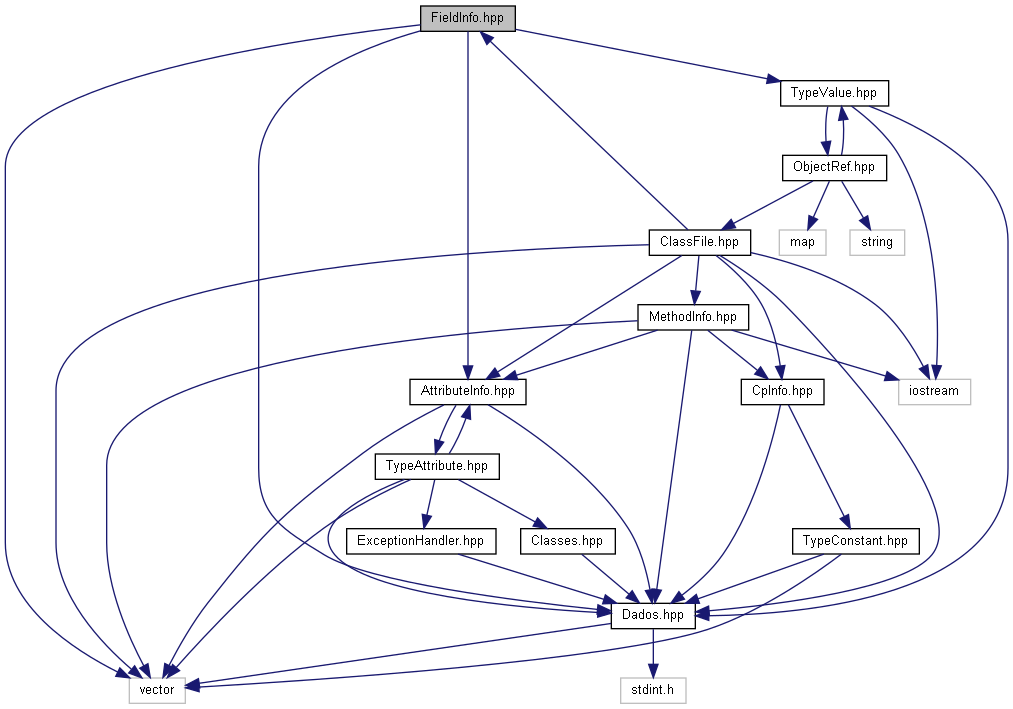 FieldInfo.hpp
TypeValue.hpp
ObjectRef.hpp
ClassFile.hpp
map
string
MethodInfo.hpp
AttributeInfo.hpp
CpInfo.hpp
iostream
TypeAttribute.hpp
ExceptionHandler.hpp
Classes.hpp
TypeConstant.hpp
Dados.hpp
vector
stdint.h